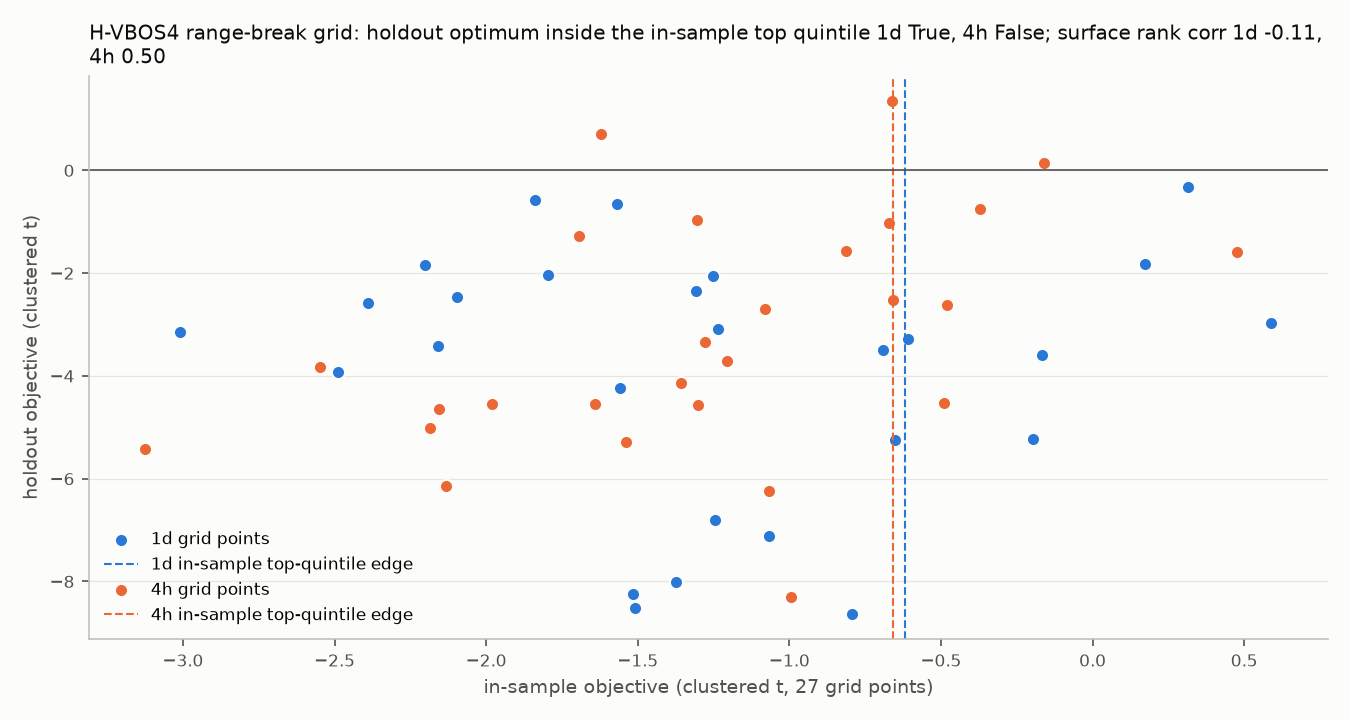 H-VBOS4 range-break grid: holdout optimum inside the in-sample top quintile 1d True, 4h False; surface rank corr 1d -0.11,
4h 0.50
holdout objective (clustered t)
0
−2
−4
−6
−8
1d grid points
1d in-sample top-quintile edge
4h grid points
4h in-sample top-quintile edge
−3.0 −2.5 −2.0 −1.5 −1.0 −0.5 0.0 0.5
in-sample objective (clustered t, 27 grid points)